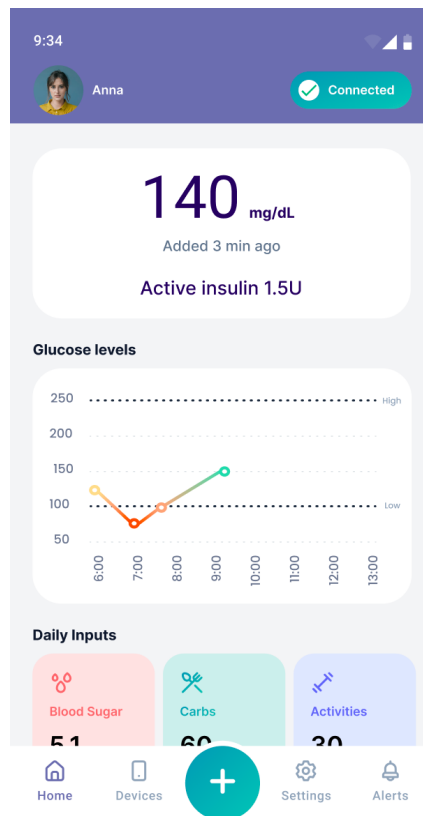 9:34
Anna
Connected
140 mg/dL
Added 3 min ago
Active insulin 1.5U
Glucose levels
250
High
200
150
100
Low
50
6:00 7:00 8:00 9:00 10:00 11:00 12:00 13:00
Daily Inputs
Blood Sugar Carbs Activities
Home Devices + Settings Alerts